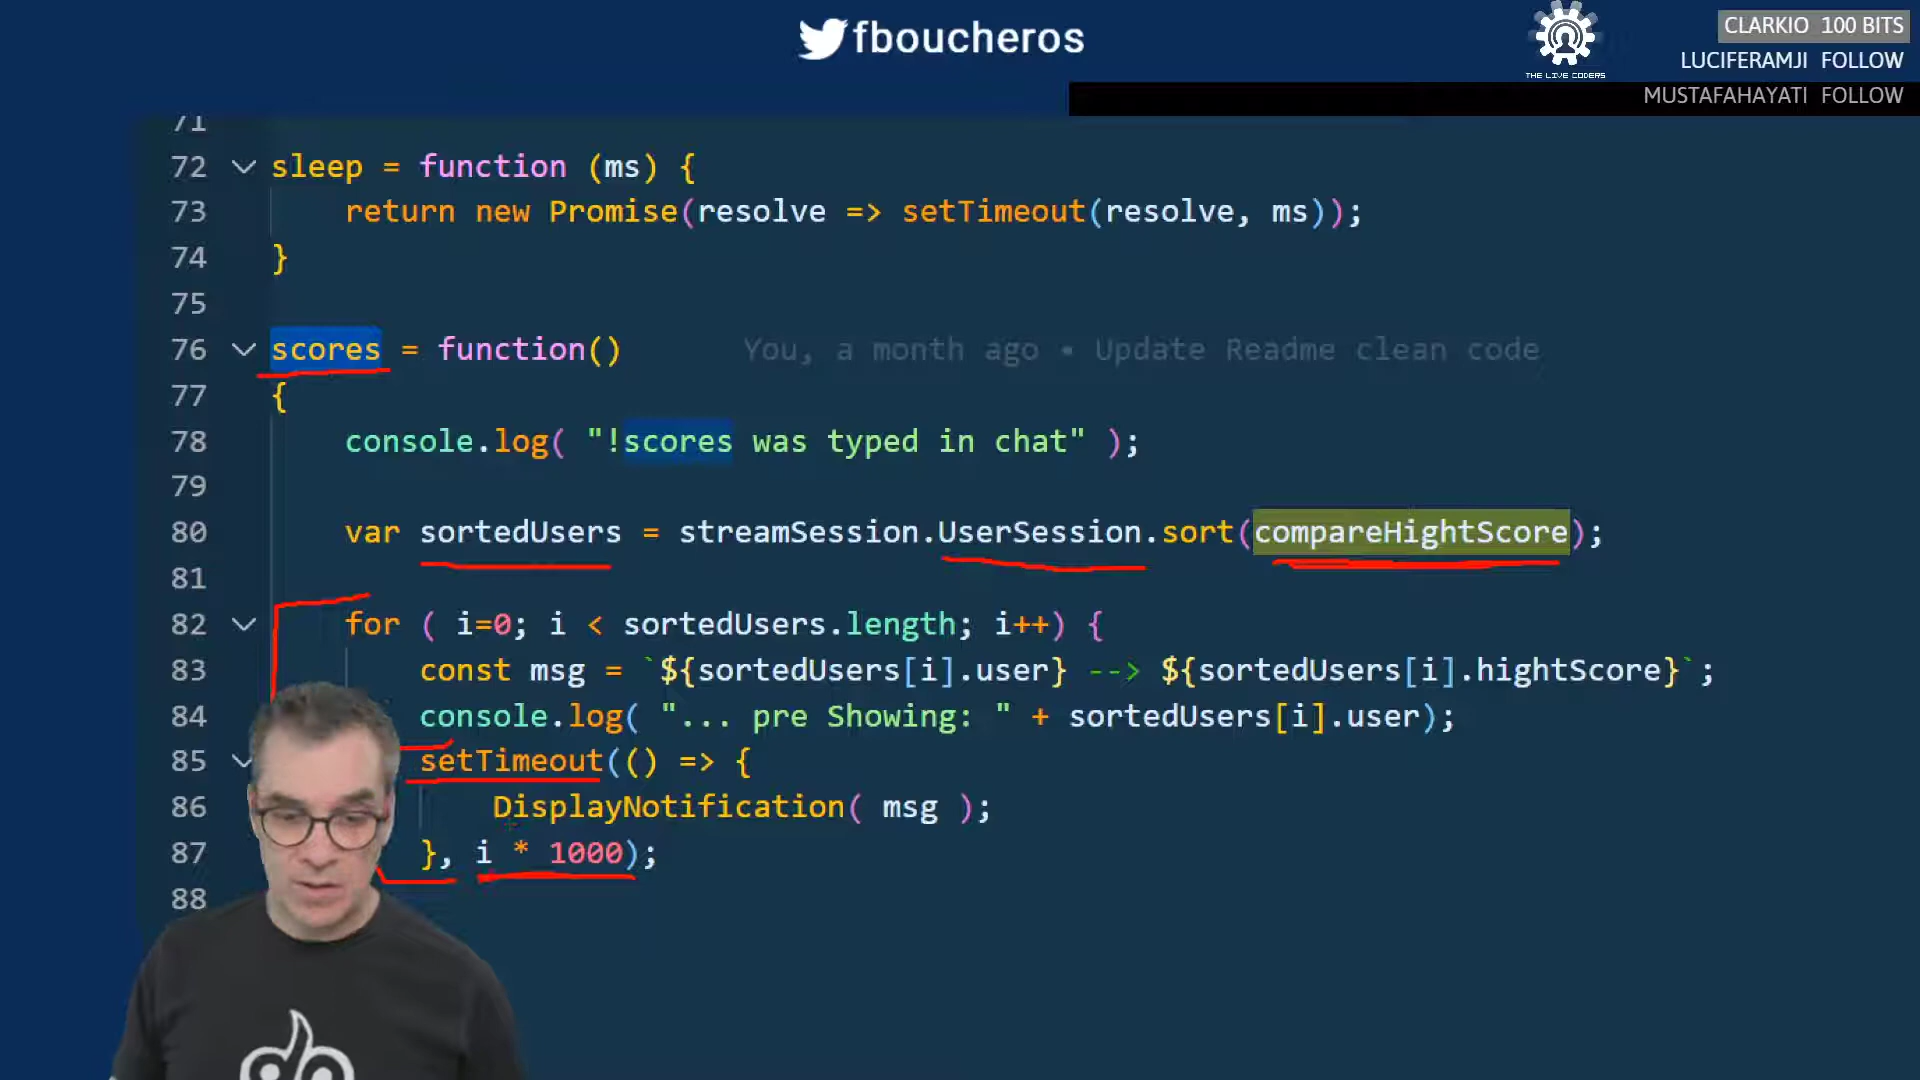 fboucheros
THE LIVE CODERS
CLARKIO 100 BITS
LUCIFERAMJI FOLLOW
MUSTAFAHAYATI FOLLOW
71
72 sleep = function (ms) {
73 return new Promise(resolve => setTimeout(resolve, ms));
74 }
75
76 scores = function() You, a month ago • Update Readme clean code
77 {
78 console.log( "!scores was typed in chat" );
79
80 var sortedUsers = streamSession.UserSession.sort(compareHightScore);
81
82 for ( i=0; i < sortedUsers.length; i++) {
83 const msg = `${sortedUsers[i].user} --> ${sortedUsers[i].hightScore}`;
84 console.log( "... pre Showing: " + sortedUsers[i].user);
85 setTimeout(() => {
86 DisplayNotification( msg );
87 }, i * 1000);
88